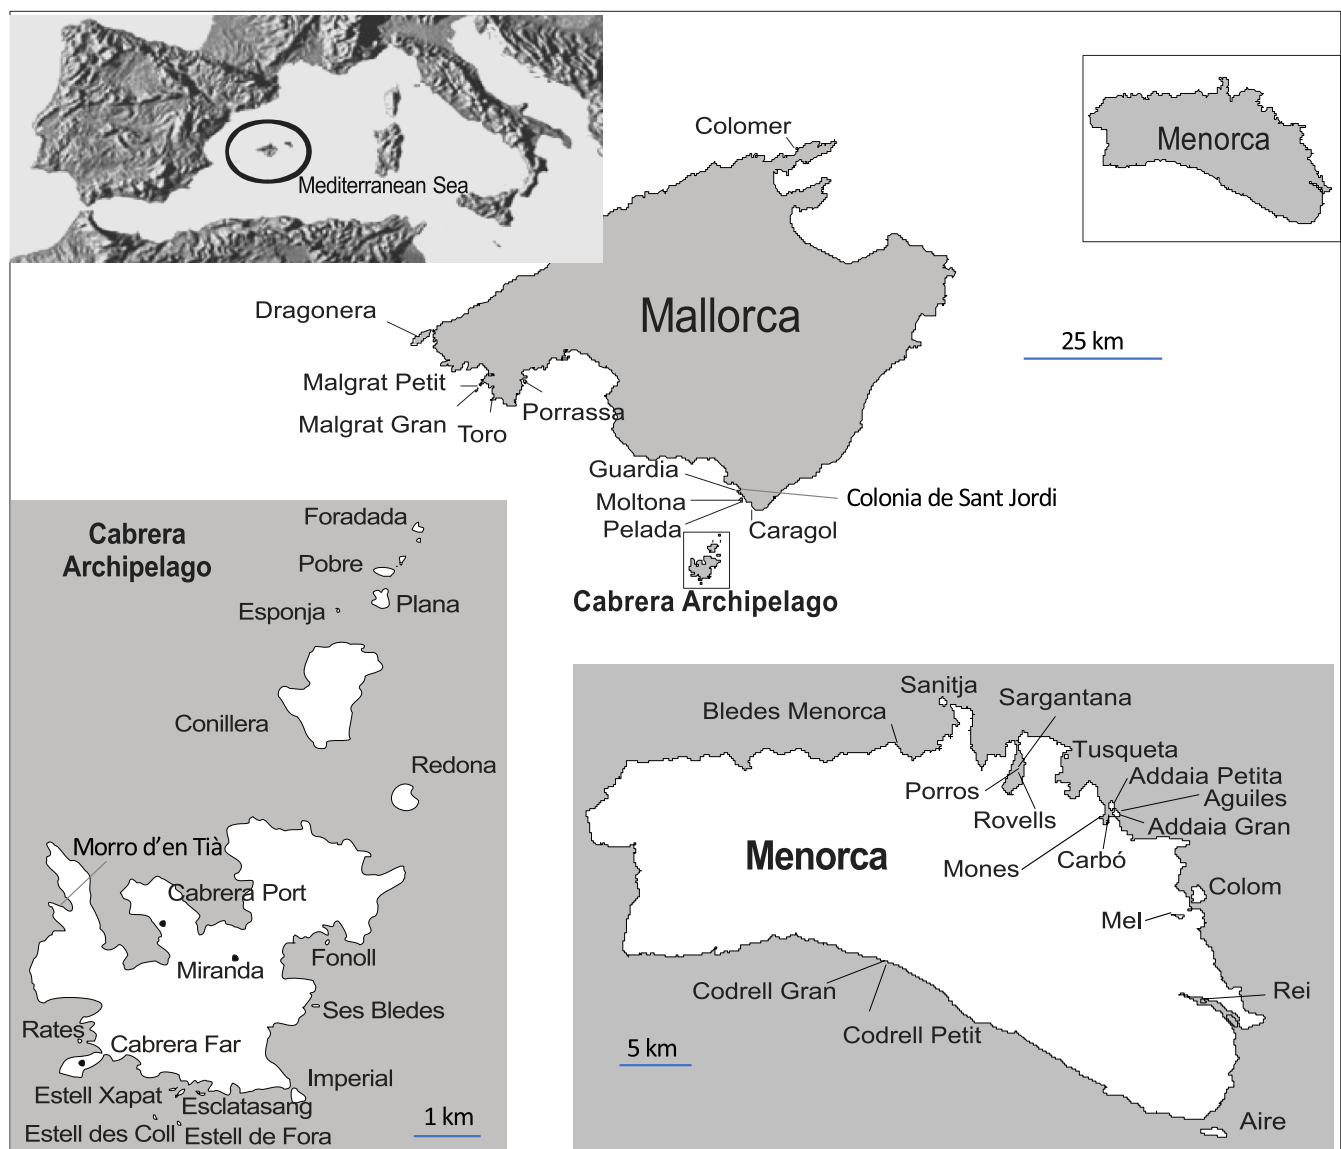 Mediterranean Sea
Colomer
Menorca
Dragonera
Mallorca
25 km
Malgrat Petit
Malgrat Gran
Toro
Porrassa
Guardia
Moltona
Pelada
Colonia de Sant Jordi
Caragol
Cabrera Archipelago
Cabrera
Archipelago
Foradada
Pobre
Esponja
Plana
Conillera
Redona
Morro d'en Tià
Cabrera Port
Miranda
Fonoll
Ses Bledes
Rates
Cabrera Far
Imperial
Estell Xapat
Esclatasang
Estell des Coll
Estell de Fora
1 km
Sanitja
Sargantana
Bledes Menorca
Tusqueta
Addaia Petita
Porros
Aguiles
Rovells
Addaia Gran
Menorca
Mones
Carbó
Colom
Mel
Codrell Gran
Rei
Codrell Petit
5 km
Aire